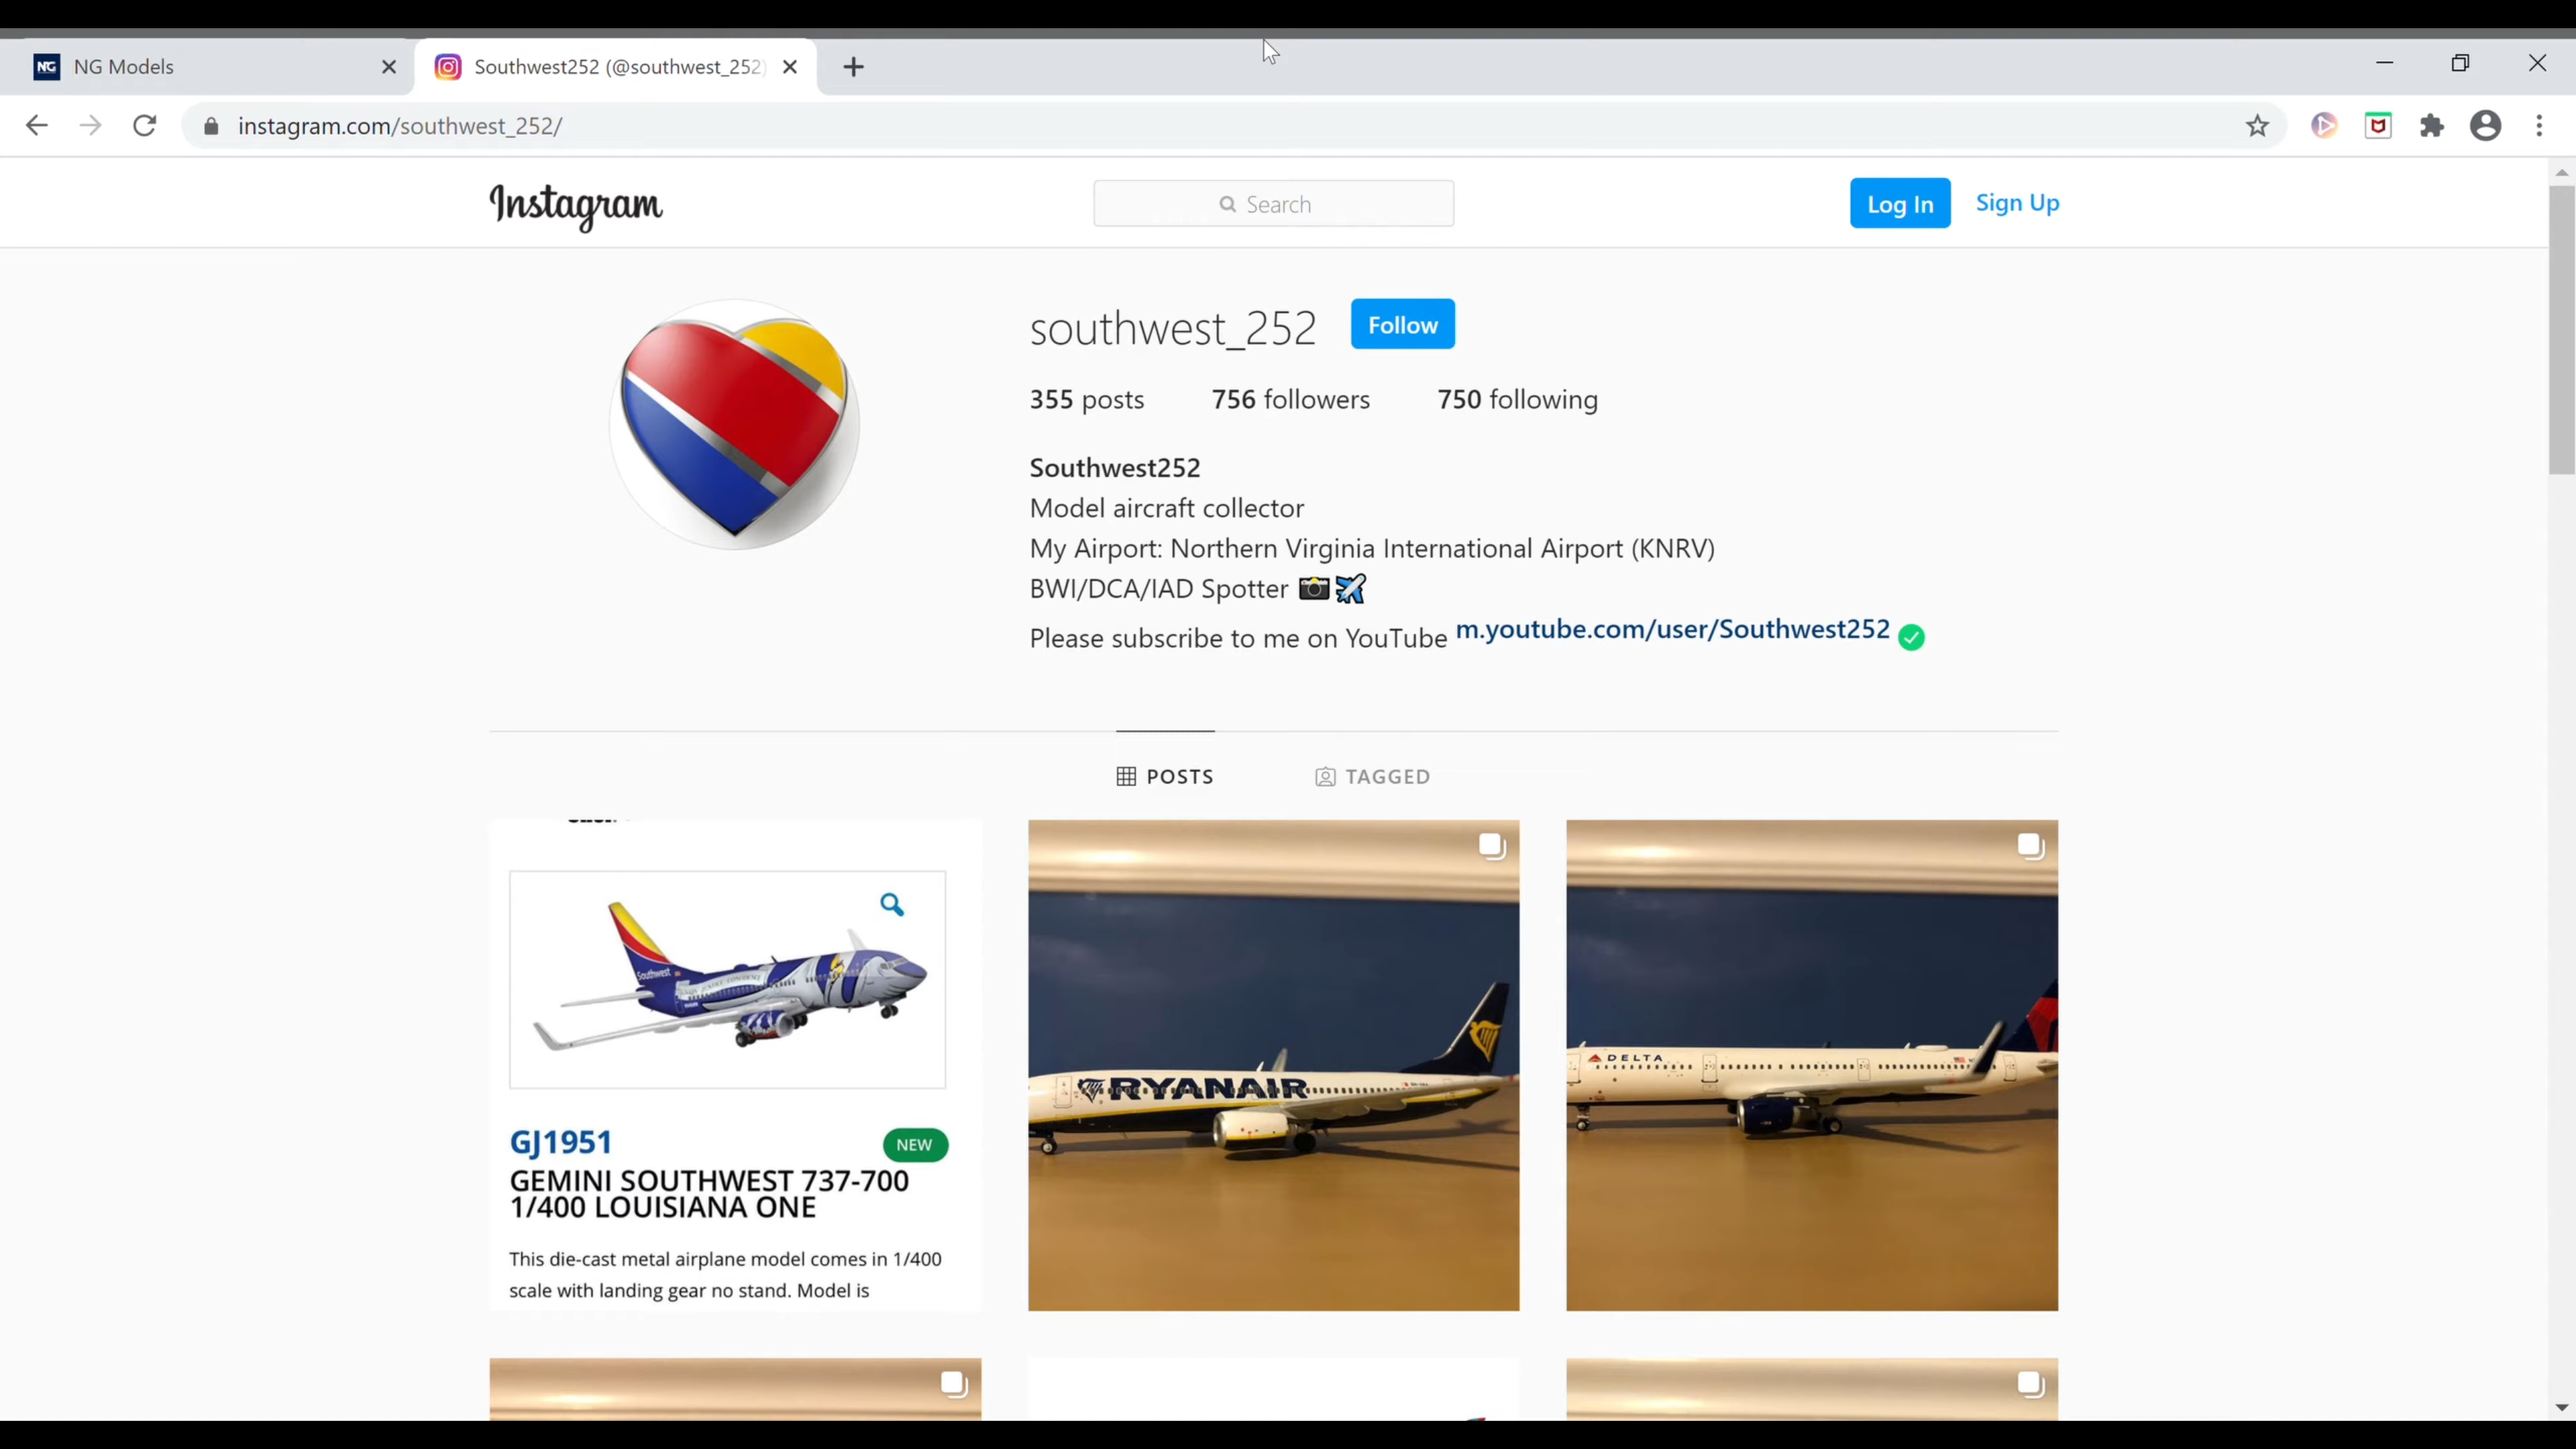 NG Models
Southwest252 (@southwest_252)
instagram.com/southwest_252/
Instagram
Search
Log In
Sign Up
southwest_252
Follow
355 posts
756 followers
750 following
Southwest252
Model aircraft collector
My Airport: Northern Virginia International Airport (KNRV)
BWI/DCA/IAD Spotter 📷✈️
Please subscribe to me on YouTube m.youtube.com/user/Southwest252
POSTS
TAGGED
Southwest
GJ1951
NEW
GEMINI SOUTHWEST 737-700
1/400 LOUISIANA ONE
This die-cast metal airplane model comes in 1/400
scale with landing gear no stand. Model is
RYANAIR
DELTA